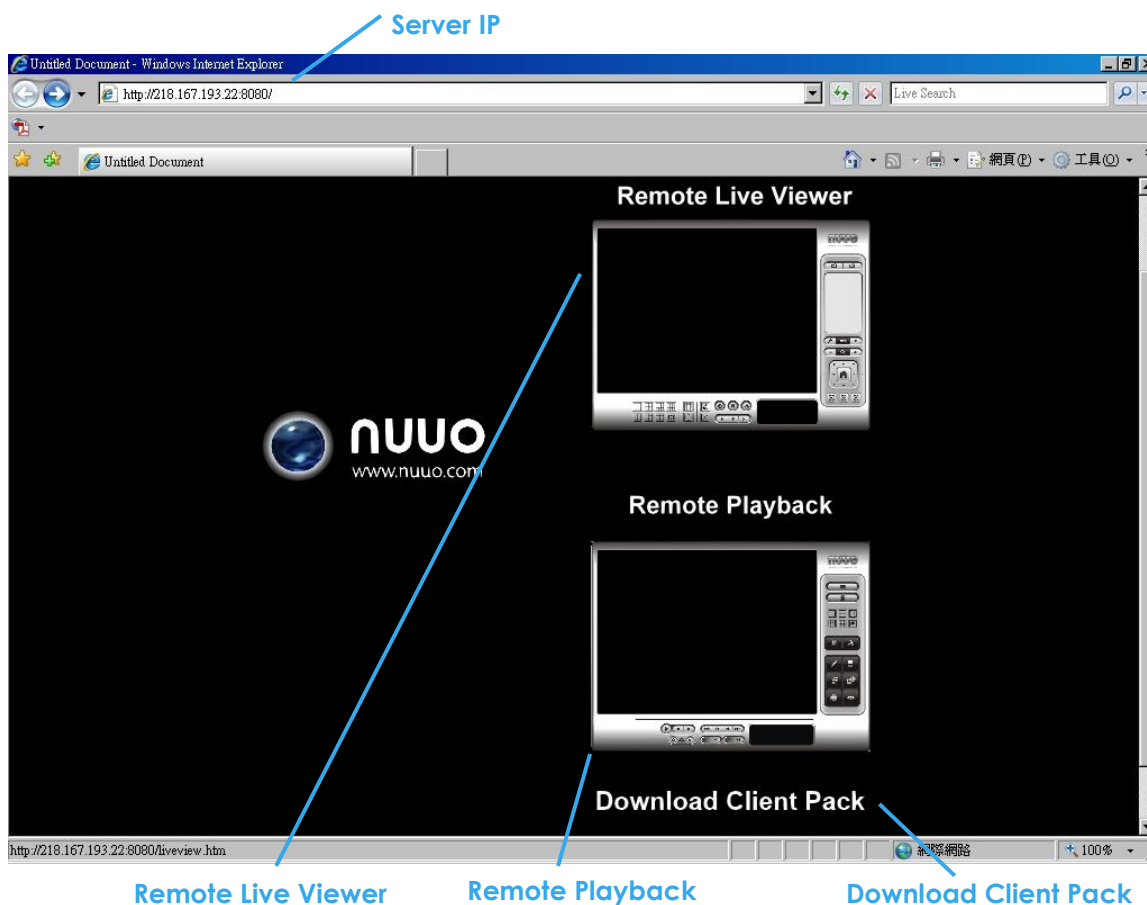 Server IP
Untitled Document - Windows Internet Explorer
http://218.167.193.22:8080/
Live Search
Untitled Document
網頁(P)
工具(O)
Remote Live Viewer
nuuo
nuuo
www.nuuo.com
Remote Playback
nuuo
Download Client Pack
http://218.167.193.22:8080/liveview.htm
網際網路
100%
Remote Live Viewer
Remote Playback
Download Client Pack